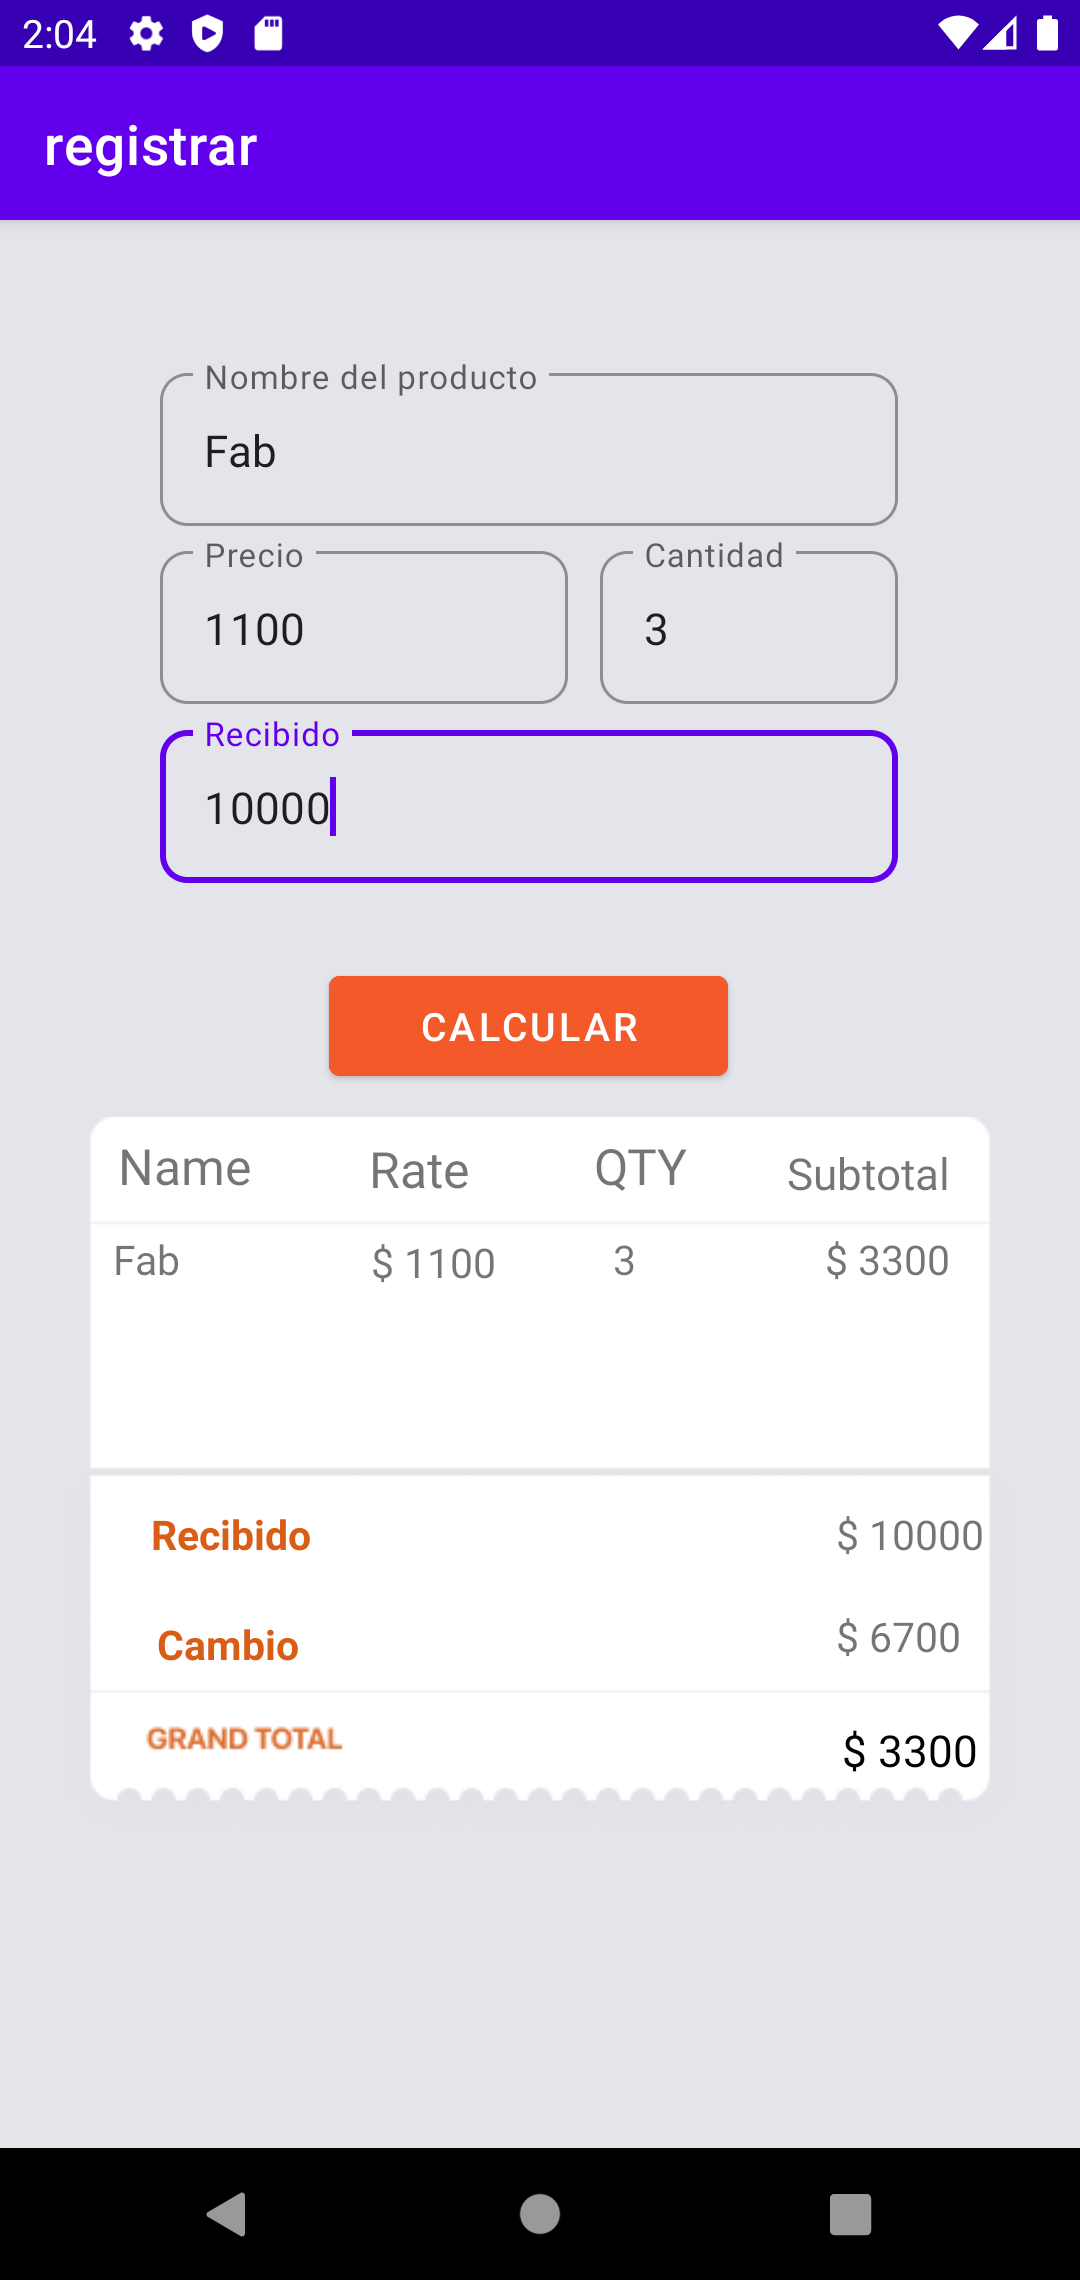 2:04
registrar
Nombre del producto
Fab
Precio
Cantidad
1100
3
Recibido
10000
CALCULAR
Name Rate QTY Subtotal
Fab $ 1100 3 $ 3300
Recibido $ 10000
Cambio $ 6700
GRAND TOTAL $ 3300